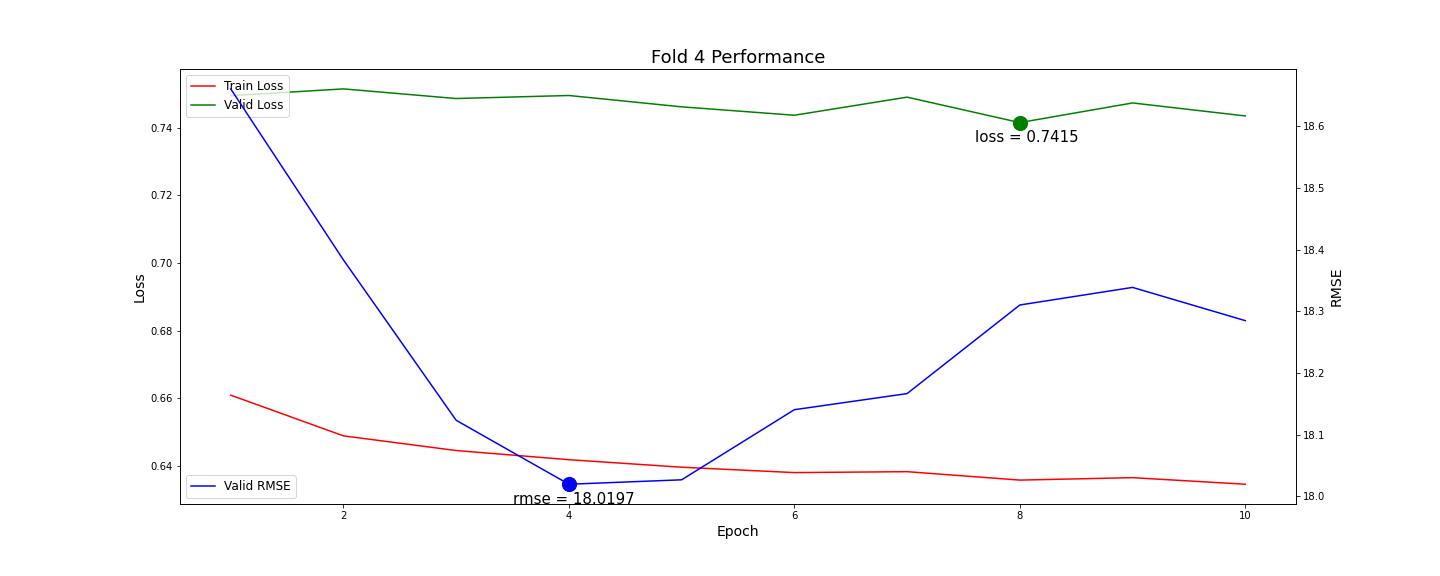 Fold 4 Performance
Train Loss
Valid Loss
0.74
0.72
0.70
0.68
0.66
0.64
Loss
loss = 0.7415
18.6
18.5
18.4
18.3
18.2
18.1
18.0
RMSE
Valid RMSE
rmse = 18.0197
2
4
6
8
10
Epoch